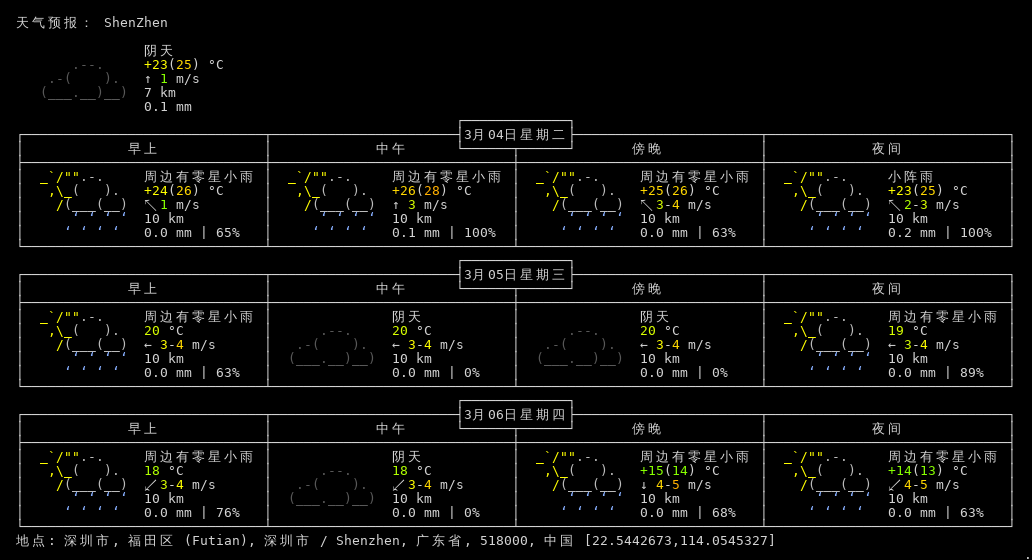 天气预报： ShenZhen
阴天
+23(25) °C
↑ 1 m/s
7 km
0.1 mm
3月04日星期二
早上 中午 傍晚 夜间
周边有零星小雨 周边有零星小雨 周边有零星小雨 小阵雨
+24(26) °C +26(28) °C +25(26) °C +23(25) °C
↖ 1 m/s ↑ 3 m/s ↖ 3-4 m/s ↖ 2-3 m/s
10 km 10 km 10 km 10 km
0.0 mm | 65% 0.1 mm | 100% 0.0 mm | 63% 0.2 mm | 100%
3月05日星期三
早上 中午 傍晚 夜间
周边有零星小雨 阴天 阴天 周边有零星小雨
20 °C 20 °C 20 °C 19 °C
← 3-4 m/s ← 3-4 m/s ← 3-4 m/s ← 3-4 m/s
10 km 10 km 10 km 10 km
0.0 mm | 63% 0.0 mm | 0% 0.0 mm | 0% 0.0 mm | 89%
3月06日星期四
早上 中午 傍晚 夜间
周边有零星小雨 阴天 周边有零星小雨 周边有零星小雨
18 °C 18 °C +15(14) °C +14(13) °C
↙ 3-4 m/s ↙ 3-4 m/s ↓ 4-5 m/s ↙ 4-5 m/s
10 km 10 km 10 km 10 km
0.0 mm | 76% 0.0 mm | 0% 0.0 mm | 68% 0.0 mm | 63%
地点: 深圳市, 福田区 (Futian), 深圳市 / Shenzhen, 广东省, 518000, 中国 [22.5442673,114.0545327]